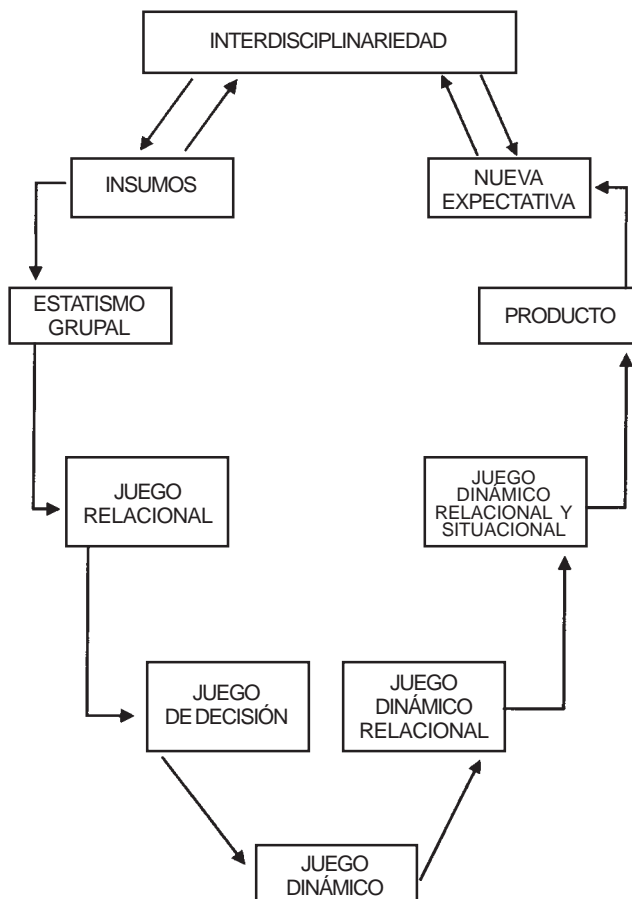 INTERDISCIPLINARIEDAD
INSUMOS
NUEVA
EXPECTATIVA
ESTATISMO
GRUPAL
PRODUCTO
JUEGO
RELACIONAL
JUEGO
DINÁMICO
RELACIONAL Y
SITUACIONAL
JUEGO
DE DECISIÓN
JUEGO
DINÁMICO
RELACIONAL
JUEGO
DINÁMICO